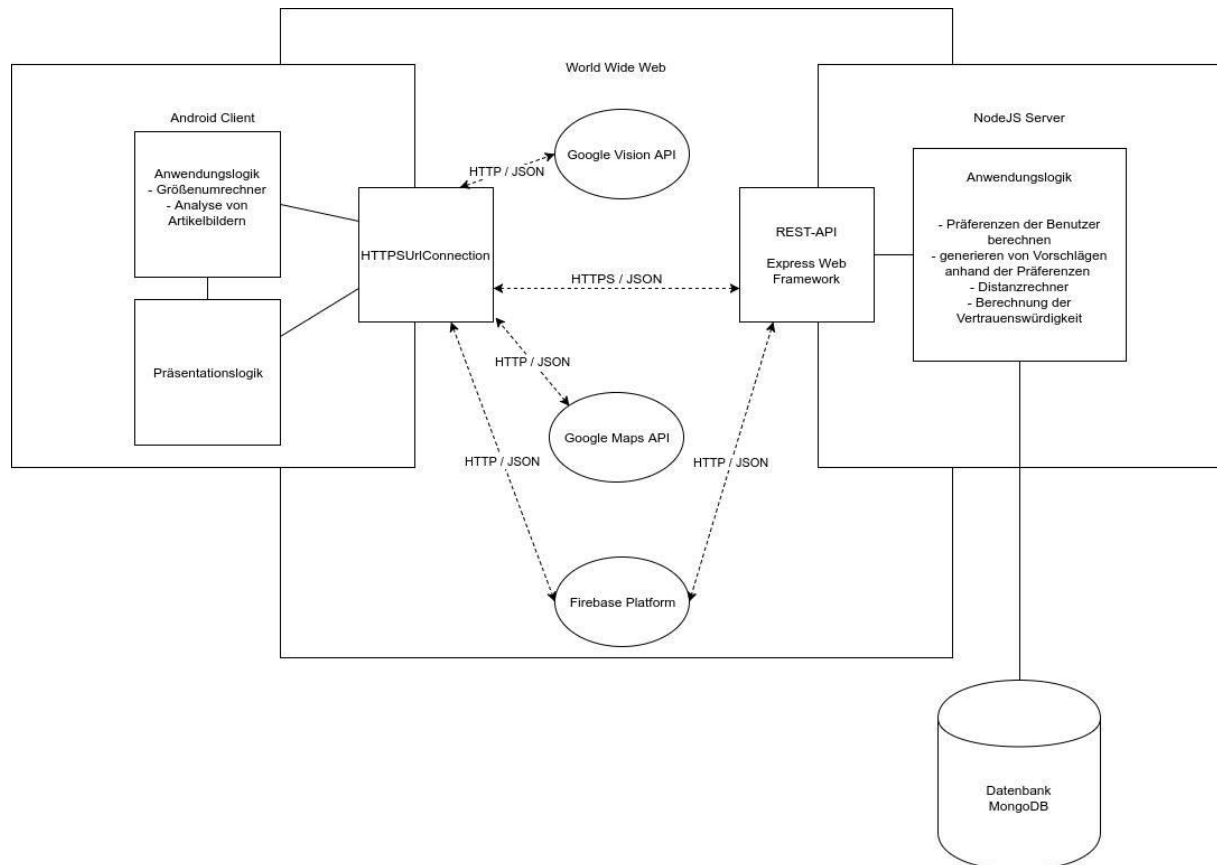 World Wide Web
Android Client
NodeJS Server
Anwendungslogik
- Größenumrechner
- Analyse von
Artikelbildern
Präsentationslogik
HTTPSUrlConnection
HTTP / JSON
Google Vision API
HTTPS / JSON
HTTP / JSON
Google Maps API
HTTP / JSON
HTTP / JSON
Firebase Platform
REST-API
Express Web
Framework
Anwendungslogik
- Präferenzen der Benutzer
berechnen
- generieren von Vorschlägen
anhand der Präferenzen
- Distanzrechner
- Berechnung der
Vertrauenswürdigkeit
Datenbank
MongoDB